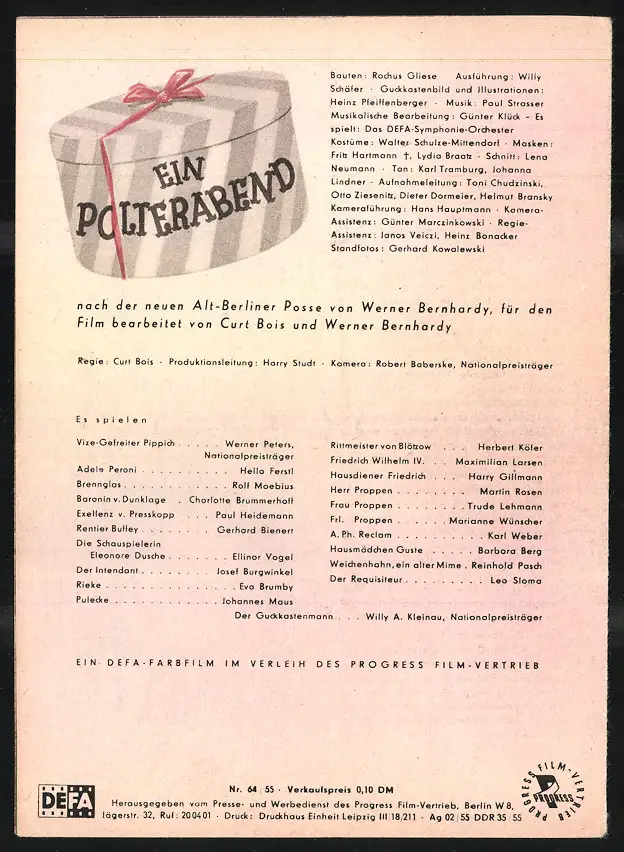 EIN
POLTERABEND
Bauten: Rochus Gliese Ausführung: Willy
Schäfer · Guckkastenbild und Illustrationen:
Heinz Pfeiffenberger · Musik: Paul Strasser
Musikalische Bearbeitung: Günter Klück - Es
spielt: Das DEFA-Symphonie-Orchester
Kostüme: Walter Schulze-Mittendorf · Masken:
Fritz Hartmann †, Lydia Braatz · Schnitt: Lena
Neumann · Ton: Karl Tramburg, Johanna
Lindner · Aufnahmeleitung: Toni Chudzinski,
Otto Ziesenitz, Dieter Dormeier, Helmut Bransky
Kameraführung: Hans Hauptmann · Kamera-
Assistenz: Günter Marczinkowski · Regie-
Assistenz: Janos Veiczi, Heinz Bonacker
Standfotos: Gerhard Kowalewski
nach der neuen Alt-Berliner Posse von Werner Bernhardy, für den
Film bearbeitet von Curt Bois und Werner Bernhardy
Regie: Curt Bois · Produktionsleitung: Harry Studt · Kamera: Robert Baberske, Nationalpreisträger
Es spielen
Vize-Gefreiter Pippich . . . . . Werner Peters,
Nationalpreisträger
Adele Peroni . . . . . . . . . . Hella Ferstl
Brennglas . . . . . . . . . . . Rolf Moebius
Baronin v. Dunklage . Charlotte Brummerhoff
Exellenz v. Presskopp . . . Paul Heidemann
Rentier Buffey . . . . . . . . Gerhard Bienert
Die Schauspielerin
Eleonore Dusche . . . . . . . Ellinor Vogel
Der Intendant . . . . . . . . Josef Burgwinkel
Rieke . . . . . . . . . . . . . . Eva Brumby
Pulecke . . . . . . . . . . . Johannes Maus
Rittmeister von Blötzow . . . Herbert Köfer
Friedrich Wilhelm IV. . . Maximilian Larsen
Hausdiener Friedrich . . . . Harry Gillmann
Herr Proppen . . . . . . . . Martin Rosen
Frau Proppen . . . . . . . Trude Lehmann
Frl. Proppen . . . . . Marianne Wünscher
A. Ph. Reclam . . . . . . . . . . Karl Weber
Hausmädchen Guste . . . . . Barbara Berg
Weichenhahn, ein alter Mime . Reinhold Pasch
Der Requisiteur . . . . . . . . . Leo Sloma
Der Guckkastenmann . . . Willy A. Kleinau, Nationalpreisträger
EIN DEFA-FARBFILM IM VERLEIH DES PROGRESS FILM-VERTRIEB
DEFA
Nr. 64/55 · Verkaufspreis 0,10 DM
Herausgegeben vom Presse- und Werbedienst des Progress Film-Vertrieb, Berlin W 8,
Jägerstr. 32, Ruf: 200401 · Druck: Druckhaus Einheit Leipzig III/18/211 · Ag 02/55 DDR 35/55
PROGRESS FILM-VERTRIEB
PROGRESS